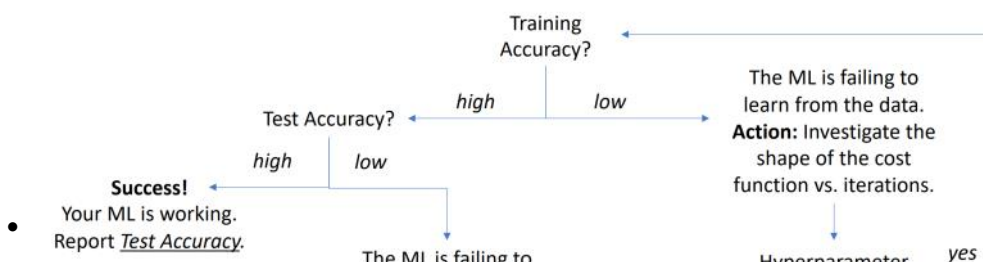 Training
Accuracy?
high
low
Test Accuracy?
The ML is failing to
learn from the data.
Action: Investigate the
shape of the cost
function vs. iterations.
high
low
Success!
Your ML is working.
Report Test Accuracy.
The ML is failing to
Hyperparameter
yes